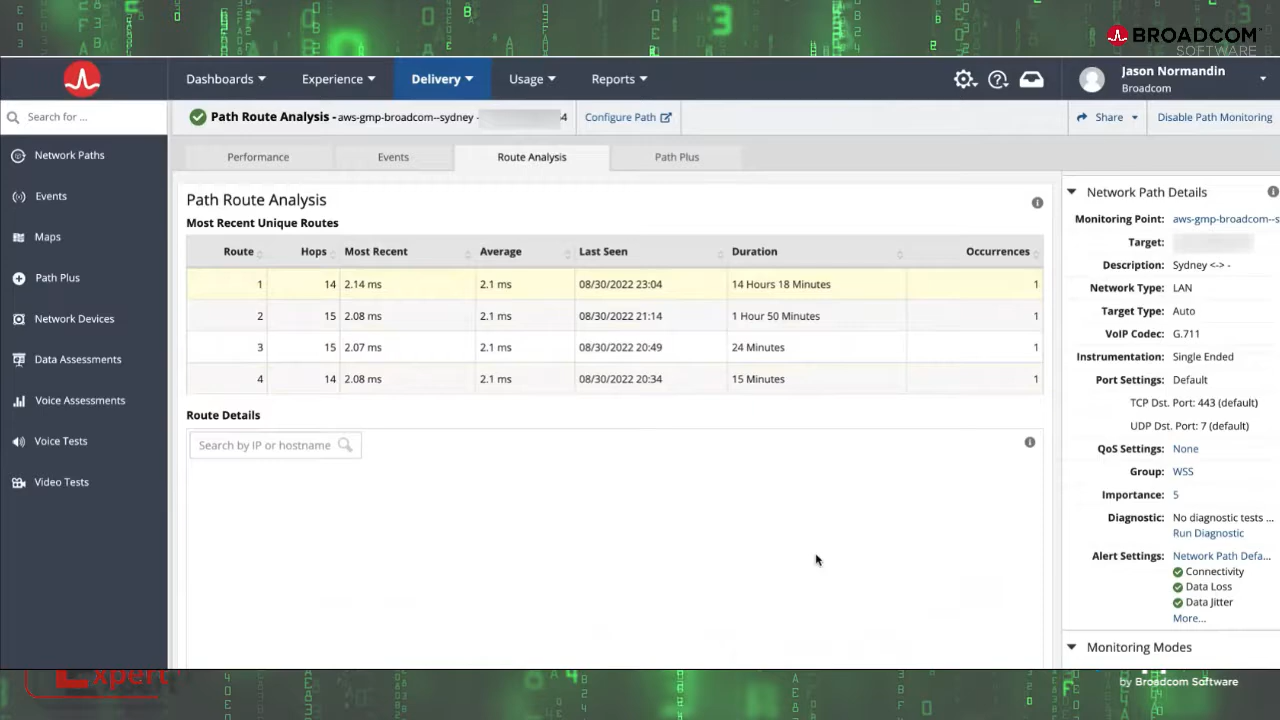 BROADCOM
SOFTWARE
Dashboards Experience Delivery Usage Reports
Jason Normandin
Broadcom
Search for ...
Path Route Analysis - aws-gmp-broadcom--sydney - 4 Configure Path
Share Disable Path Monitoring
Network Paths
Events
Maps
Path Plus
Network Devices
Data Assessments
Voice Assessments
Voice Tests
Video Tests
Performance Events Route Analysis Path Plus
Path Route Analysis
Most Recent Unique Routes
Route Hops Most Recent Average Last Seen Duration Occurrences
1 14 2.14 ms 2.1 ms 08/30/2022 23:04 14 Hours 18 Minutes 1
2 15 2.08 ms 2.1 ms 08/30/2022 21:14 1 Hour 50 Minutes 1
3 15 2.07 ms 2.1 ms 08/30/2022 20:49 24 Minutes 1
4 14 2.08 ms 2.1 ms 08/30/2022 20:34 15 Minutes 1
Route Details
Search by IP or hostname
Network Path Details
Monitoring Point: aws-gmp-broadcom--s
Target:
Description: Sydney <-> -
Network Type: LAN
Target Type: Auto
VoIP Codec: G.711
Instrumentation: Single Ended
Port Settings: Default
TCP Dst. Port: 443 (default)
UDP Dst. Port: 7 (default)
QoS Settings: None
Group: WSS
Importance: 5
Diagnostic: No diagnostic tests ...
Run Diagnostic
Alert Settings: Network Path Defa...
Connectivity
Data Loss
Data Jitter
More...
Monitoring Modes
Expert
by Broadcom Software